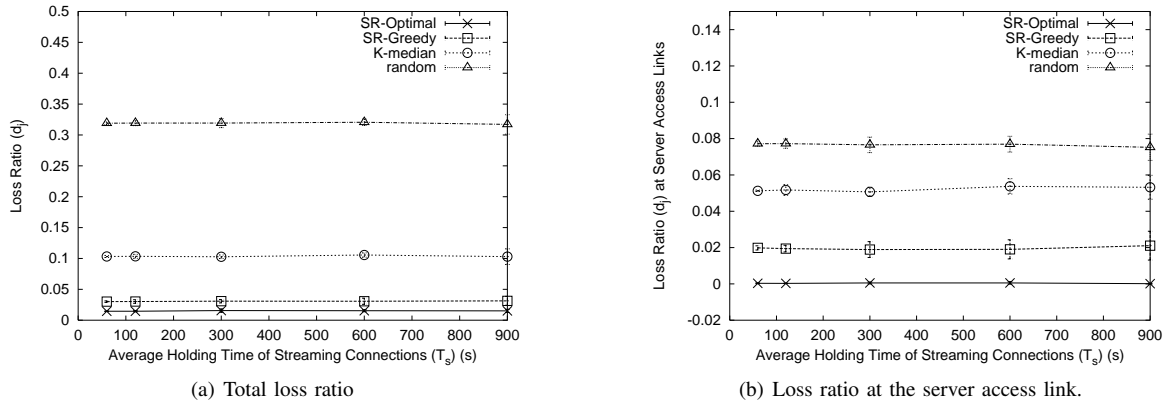 0.5
0.45
0.4
0.35
0.3
0.25
0.2
0.15
0.1
0.05
0
Loss Ratio (d_j)
SR-Optimal
SR-Greedy
K-median
random
0 100 200 300 400 500 600 700 800 900
Average Holding Time of Streaming Connections (T_s) (s)
(a) Total loss ratio
0.14
0.12
0.1
0.08
0.06
0.04
0.02
0
-0.02
Loss Ratio (d_j) at Server Access Links
SR-Optimal
SR-Greedy
K-median
random
0 100 200 300 400 500 600 700 800 900
Average Holding Time of Streaming Connections (T_s) (s)
(b) Loss ratio at the server access link.